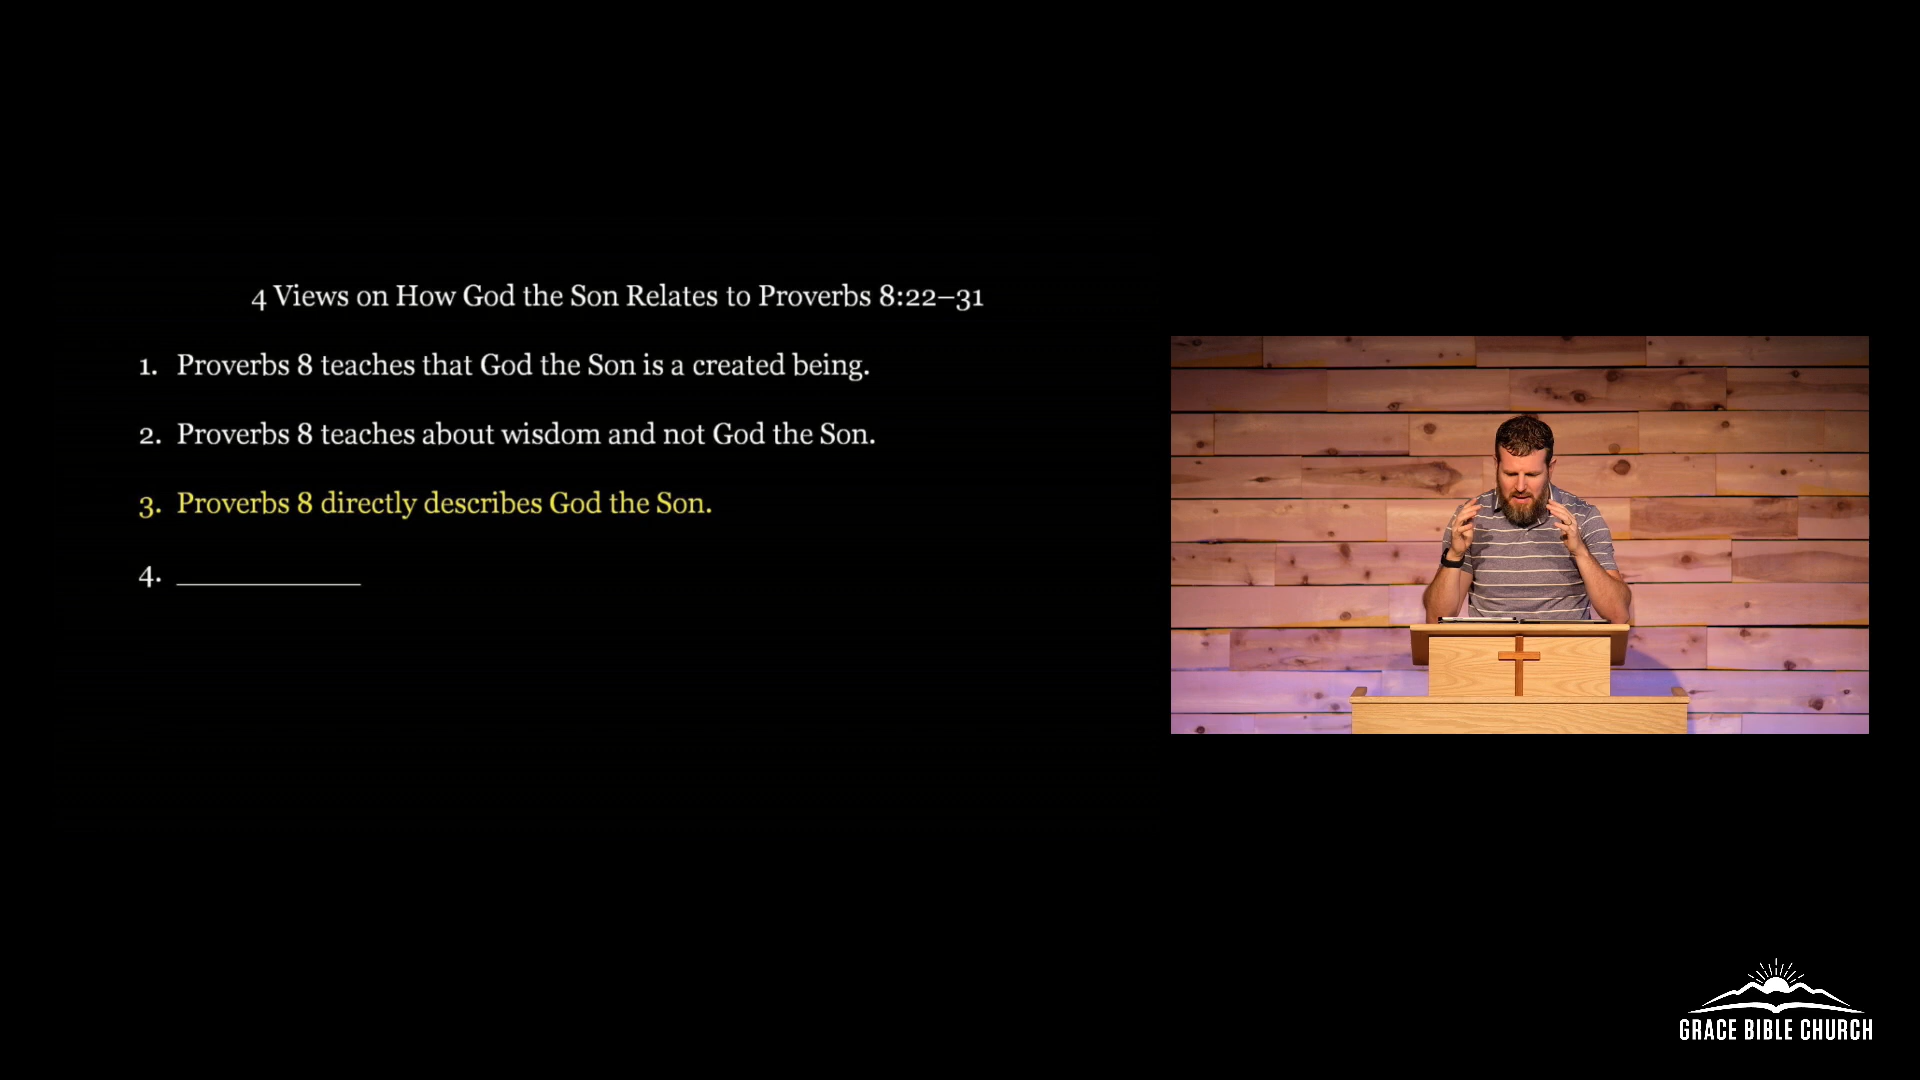 4 Views on How God the Son Relates to Proverbs 8:22–31
1. Proverbs 8 teaches that God the Son is a created being.
2. Proverbs 8 teaches about wisdom and not God the Son.
3. Proverbs 8 directly describes God the Son.
4. ____________
GRACE BIBLE CHURCH